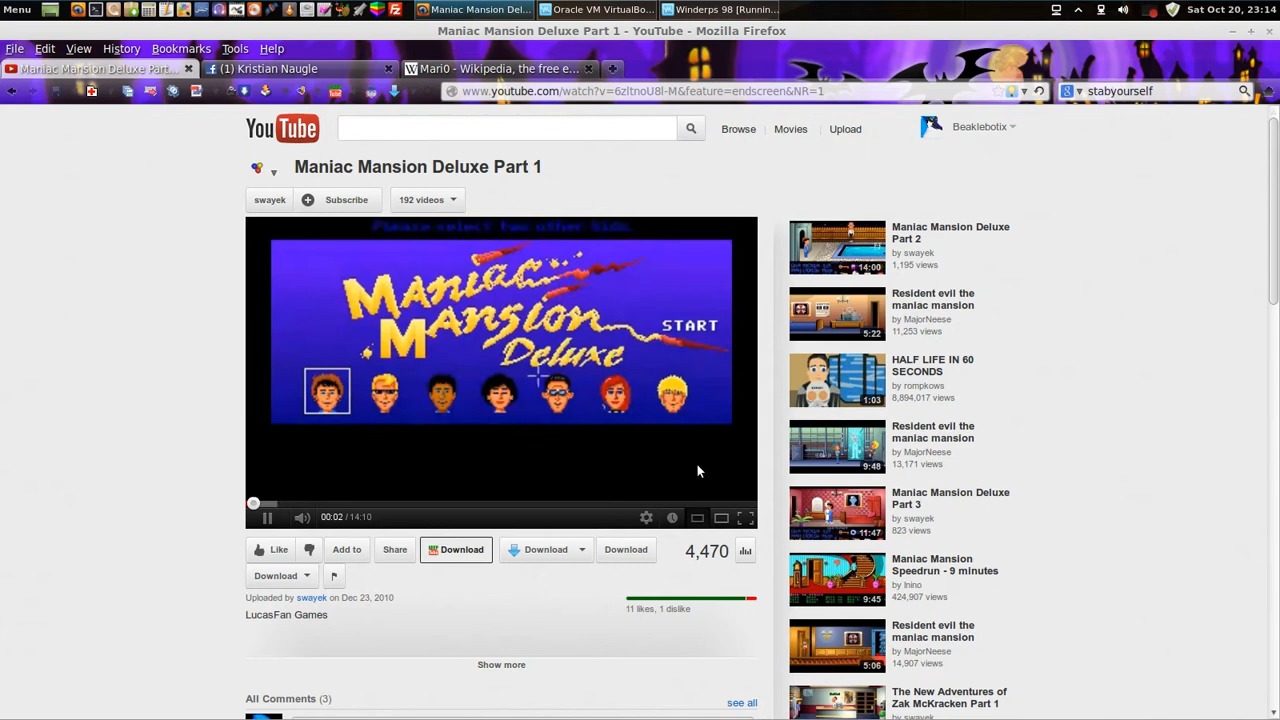 Menu
Maniac Mansion Del...
Oracle VM VirtualBo...
Winderps 98 [Runnin...
Sat Oct 20, 23:14
Maniac Mansion Deluxe Part 1 - YouTube - Mozilla Firefox
File Edit View History Bookmarks Tools Help
Maniac Mansion Deluxe Part...
(1) Kristian Naugle
Mari0 - Wikipedia, the free e...
www.youtube.com/watch?v=6zltnoU8l-M&feature=endscreen&NR=1
stabyourself
YouTube
Browse Movies Upload
Beaklebotix
Maniac Mansion Deluxe Part 1
swayek
Subscribe
192 videos
Please select two other kids.
Maniac
Mansion
Deluxe
START
00:02 / 14:10
Like
Add to
Share
Download
Download
Download
4,470
Download
Uploaded by swayek on Dec 23, 2010
11 likes, 1 dislike
LucasFan Games
Show more
All Comments (3)
see all
14:00
Maniac Mansion Deluxe
Part 2
by swayek
1,195 views
5:22
Resident evil the
maniac mansion
by MajorNeese
11,253 views
1:03
HALF LIFE IN 60
SECONDS
by rompkows
8,894,017 views
9:48
Resident evil the
maniac mansion
by MajorNeese
13,171 views
11:47
Maniac Mansion Deluxe
Part 3
by swayek
823 views
9:45
Maniac Mansion
Speedrun - 9 minutes
by lnino
424,907 views
5:06
Resident evil the
maniac mansion
by MajorNeese
14,907 views
The New Adventures of
Zak McKracken Part 1
by swayek